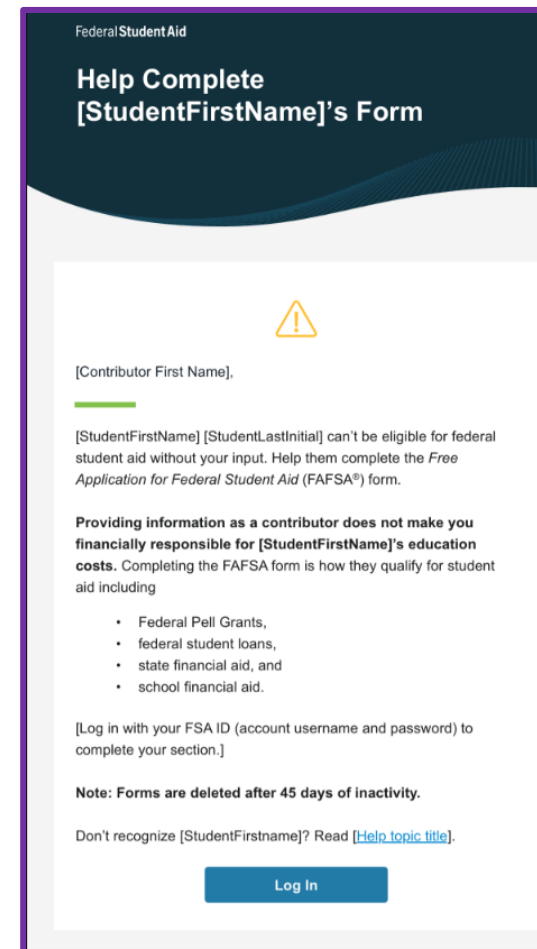 Federal Student Aid
Help Complete
[StudentFirstName]'s Form
[Contributor First Name],
[StudentFirstName] [StudentLastInitial] can't be eligible for federal
student aid without your input. Help them complete the Free
Application for Federal Student Aid (FAFSA®) form.
Providing information as a contributor does not make you
financially responsible for [StudentFirstName]'s education
costs. Completing the FAFSA form is how they qualify for student
aid including
• Federal Pell Grants,
• federal student loans,
• state financial aid, and
• school financial aid.
[Log in with your FSA ID (account username and password) to
complete your section.]
Note: Forms are deleted after 45 days of inactivity.
Don't recognize [StudentFirstname]? Read [Help topic title].
Log In